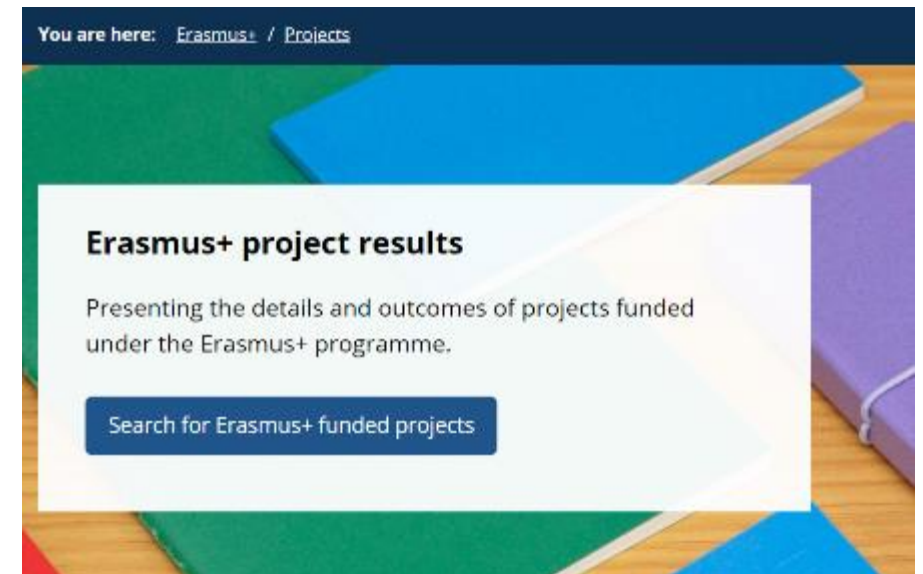 You are here: Erasmus+ / Projects
Erasmus+ project results
Presenting the details and outcomes of projects funded
under the Erasmus+ programme.
Search for Erasmus+ funded projects